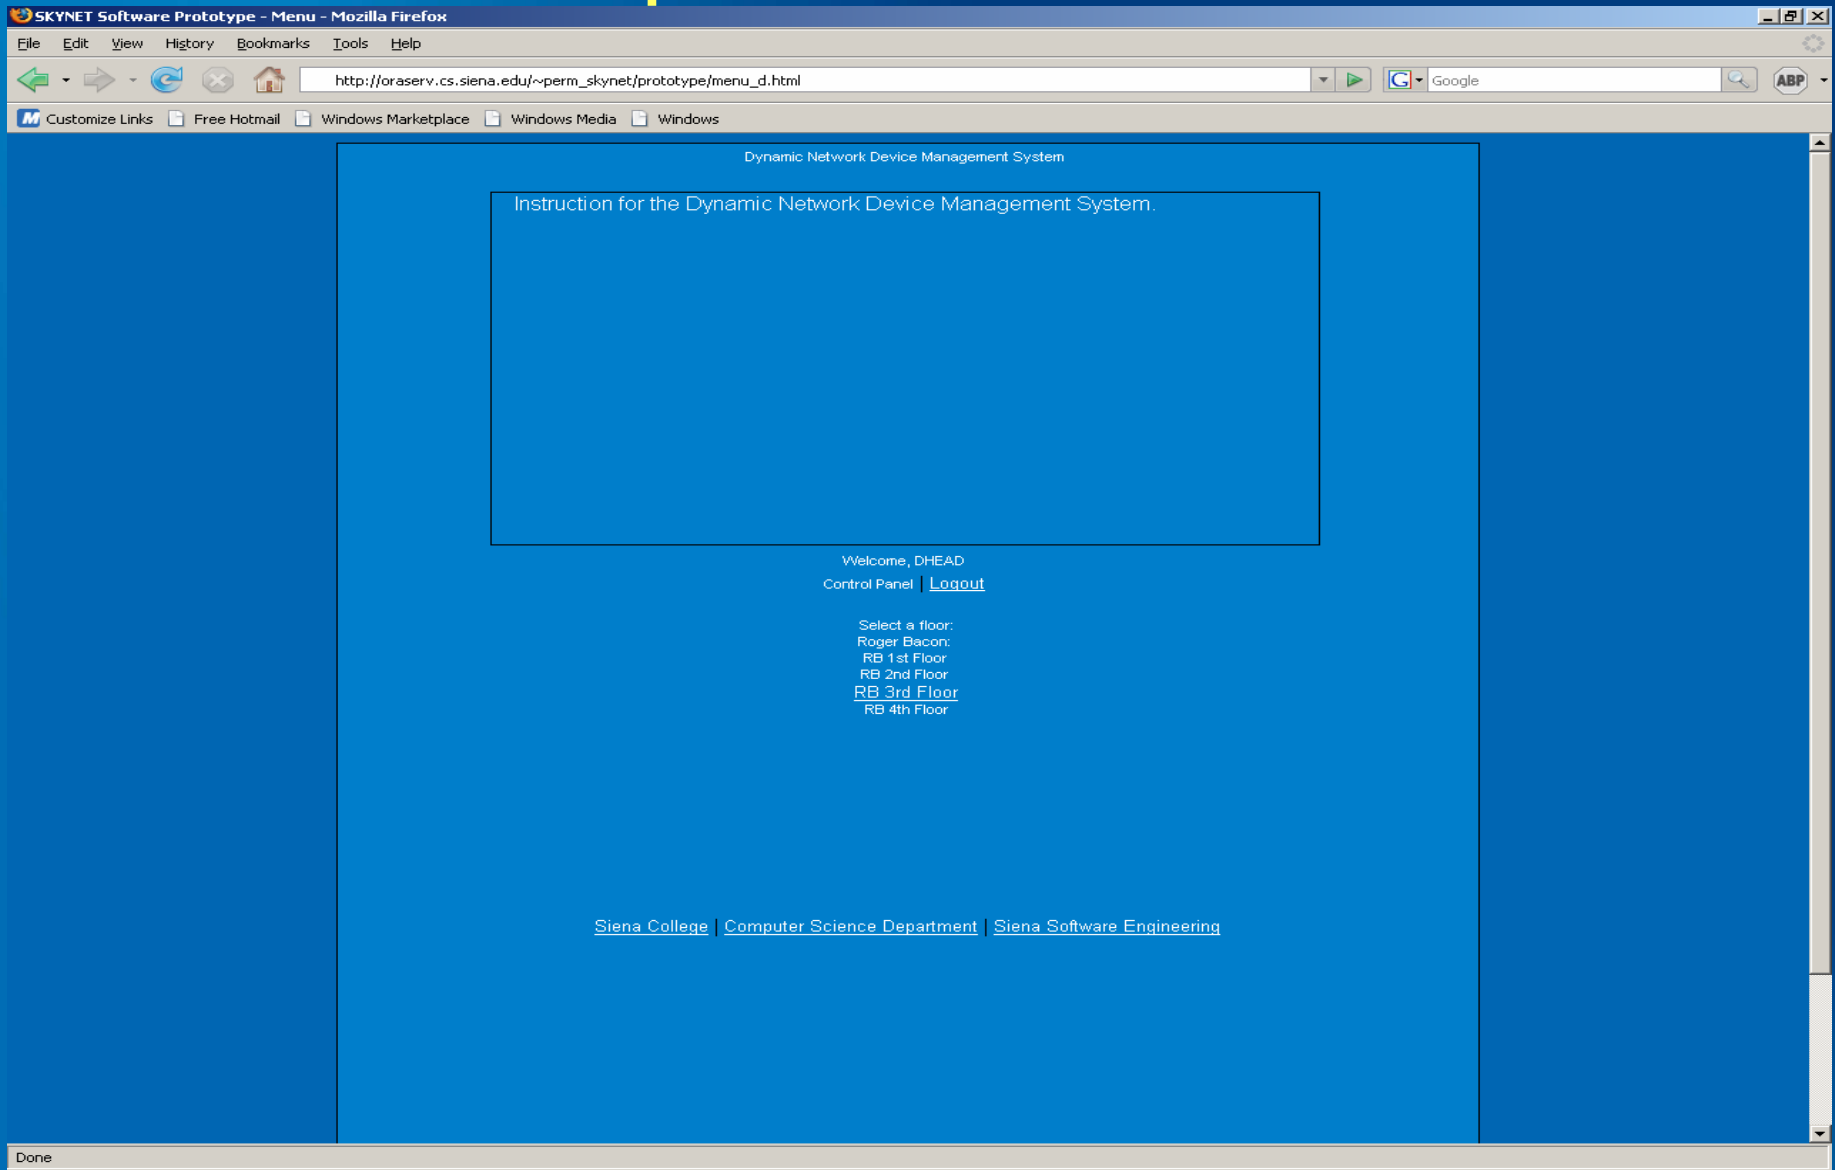 SKYNET Software Prototype - Menu - Mozilla Firefox
File Edit View History Bookmarks Tools Help
http://oraserv.cs.siena.edu/~perm_skynet/prototype/menu_d.html G Google ABP
M Customize Links Free Hotmail Windows Marketplace Windows Media Windows
Dynamic Network Device Management System
Instruction for the Dynamic Network Device Management System.
Welcome, DHEAD
Control Panel | Logout
Select a floor:
Roger Bacon:
RB 1st Floor
RB 2nd Floor
RB 3rd Floor
RB 4th Floor
Siena College | Computer Science Department | Siena Software Engineering
Done